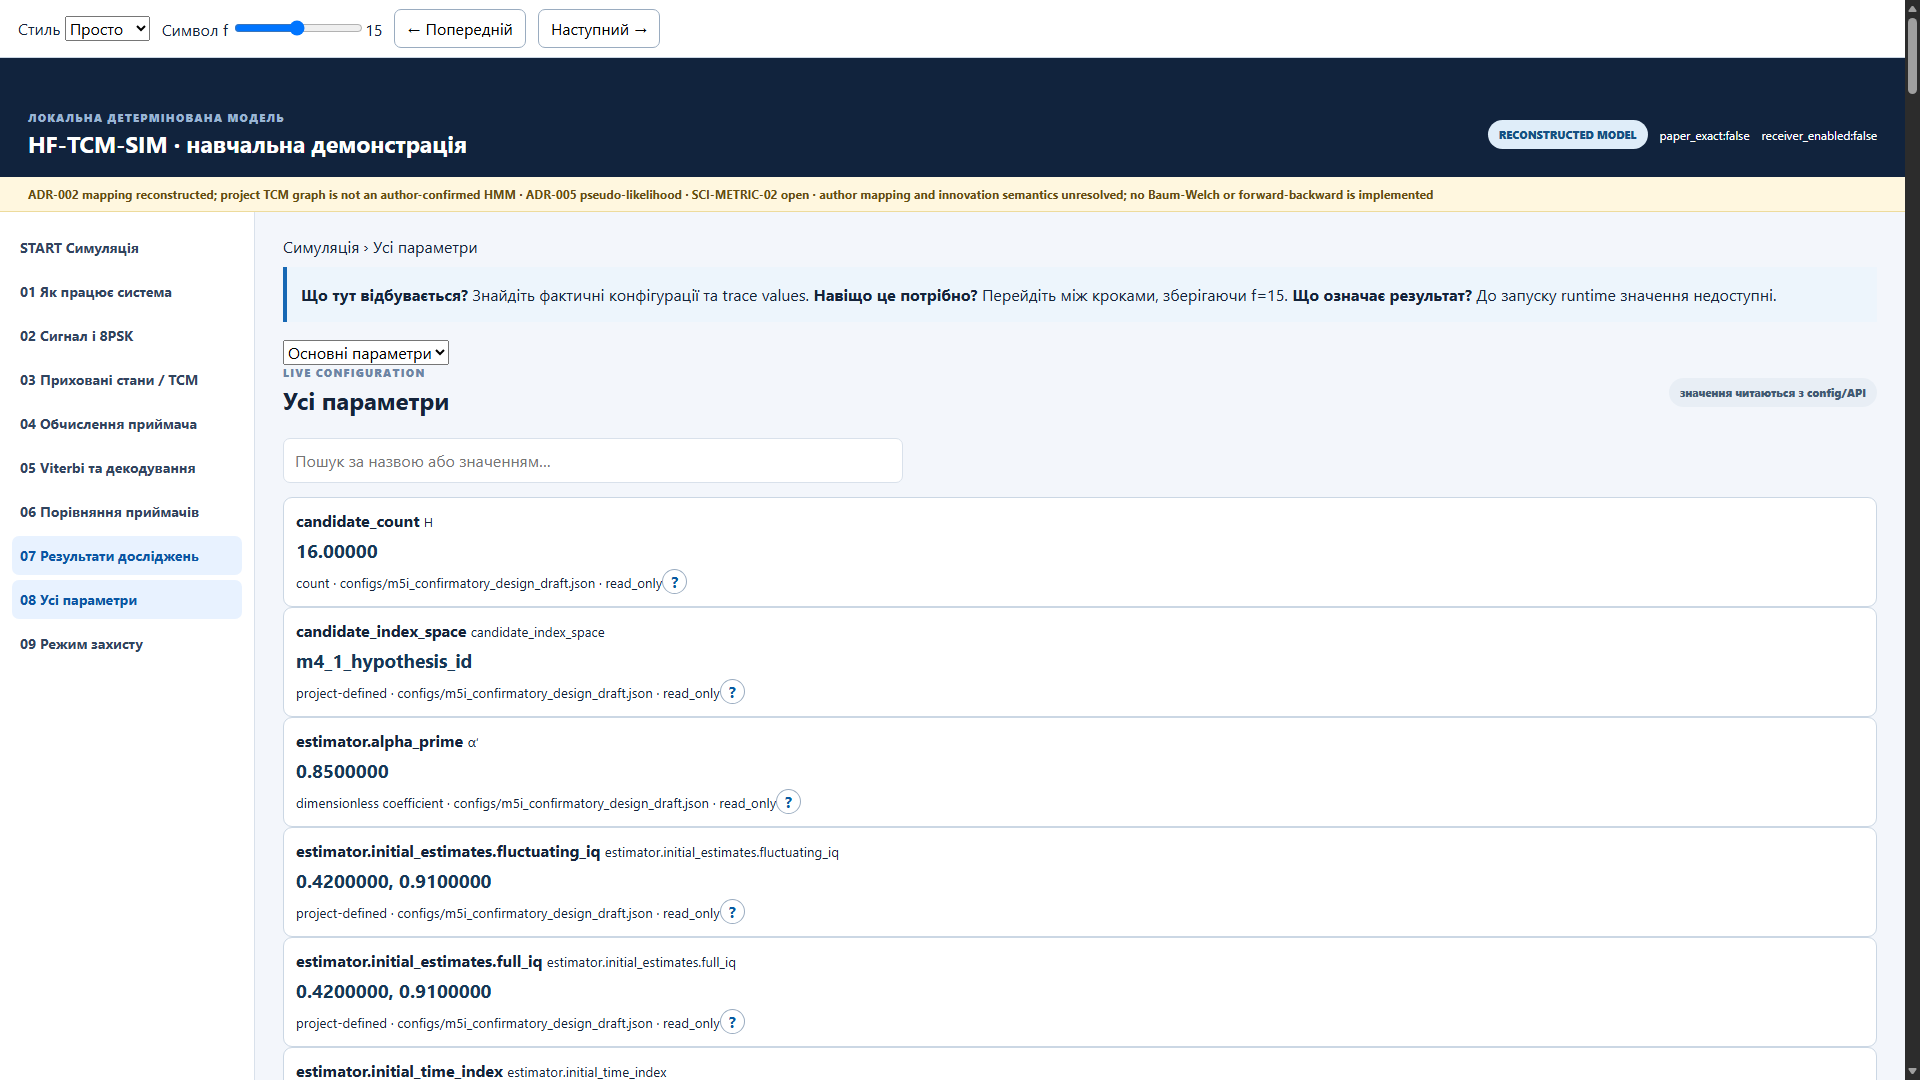 Стиль Просто Символ f 15 ← Попередній Наступний →
ЛОКАЛЬНА ДЕТЕРМІНОВАНА МОДЕЛЬ
HF-TCM-SIM · навчальна демонстрація
RECONSTRUCTED MODEL paper_exact:false receiver_enabled:false
ADR-002 mapping reconstructed; project TCM graph is not an author-confirmed HMM · ADR-005 pseudo-likelihood · SCI-METRIC-02 open · author mapping and innovation semantics unresolved; no Baum-Welch or forward-backward is implemented
START Симуляція
01 Як працює система
02 Сигнал і 8PSK
03 Приховані стани / TCM
04 Обчислення приймача
05 Viterbi та декодування
06 Порівняння приймачів
07 Результати досліджень
08 Усі параметри
09 Режим захисту
Симуляція › Усі параметри
Що тут відбувається? Знайдіть фактичні конфігурації та trace values. Навіщо це потрібно? Перейдіть між кроками, зберігаючи f=15. Що означає результат? До запуску runtime значення недоступні.
Основні параметри
LIVE CONFIGURATION
Усі параметри
значення читаються з config/API
Пошук за назвою або значенням...
candidate_count H
16.00000
count · configs/m5i_confirmatory_design_draft.json · read_only ?
candidate_index_space candidate_index_space
m4_1_hypothesis_id
project-defined · configs/m5i_confirmatory_design_draft.json · read_only ?
estimator.alpha_prime α′
0.8500000
dimensionless coefficient · configs/m5i_confirmatory_design_draft.json · read_only ?
estimator.initial_estimates.fluctuating_iq estimator.initial_estimates.fluctuating_iq
0.4200000, 0.9100000
project-defined · configs/m5i_confirmatory_design_draft.json · read_only ?
estimator.initial_estimates.full_iq estimator.initial_estimates.full_iq
0.4200000, 0.9100000
project-defined · configs/m5i_confirmatory_design_draft.json · read_only ?
estimator.initial_time_index estimator.initial_time_index